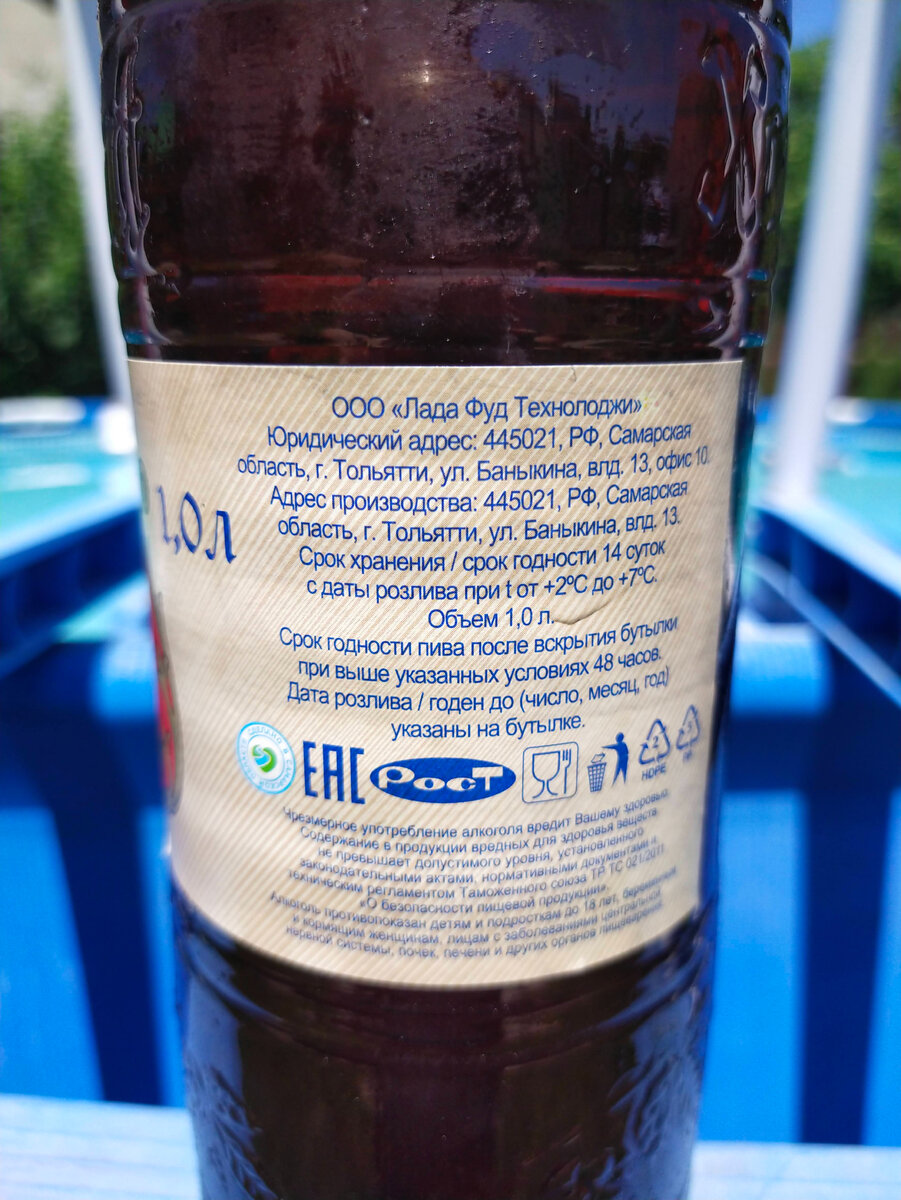 ООО «Лада Фуд Технолоджи»
Юридический адрес: 445021, РФ, Самарская
область, г. Тольятти, ул. Баныкина, влд. 13, офис 10.
Адрес производства: 445021, РФ, Самарская
область, г. Тольятти, ул. Баныкина, влд. 13.
1,0 л
Срок хранения / срок годности 14 суток
с даты розлива при t от +2ºС до +7ºС.
Объем 1,0 л.
Срок годности пива после вскрытия бутылки
при выше указанных условиях 48 часов.
Дата розлива / годен до (число, месяц, год)
указаны на бутылке.
СДЕЛАНО В САМАРСКОЙ
ЕАС РОСТ
2 HDPE
Чрезмерное употребление алкоголя вредит Вашему здоровью.
Содержание в продукции вредных для здоровья веществ
не превышает допустимого уровня, установленного
законодательными актами, нормативными документами и
техническим регламентом Таможенного союза ТР ТС 021/2011
«О безопасности пищевой продукции».
Алкоголь противопоказан детям и подросткам до 18 лет, беременным
и кормящим женщинам, лицам с заболеваниями центральной
нервной системы, почек, печени и других органов пищеварения.